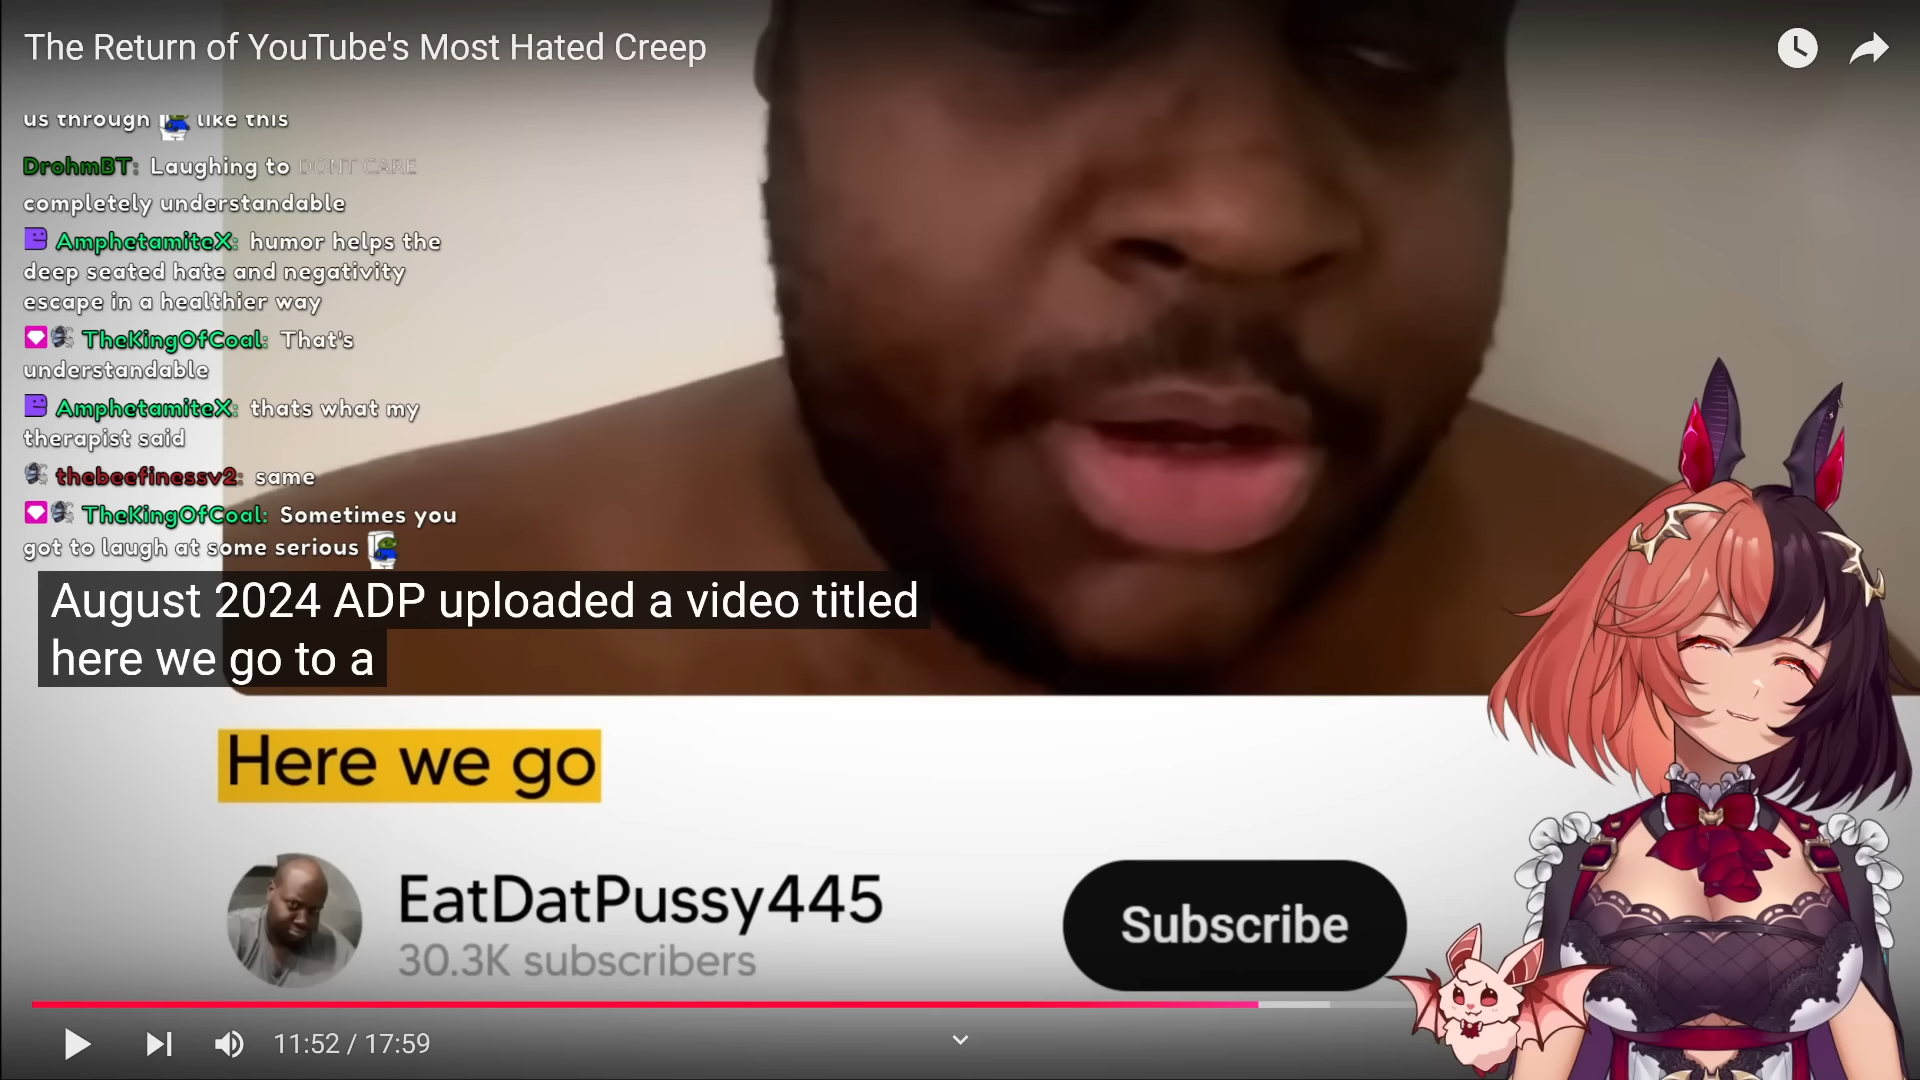 The Return of YouTube's Most Hated Creep
us through like this
DrohmBT: Laughing to DONT CARE
completely understandable
AmphetamiteX: humor helps the
deep seated hate and negativity
escape in a healthier way
TheKingOfCoal: That's
understandable
AmphetamiteX: thats what my
therapist said
thebeefinessv2: same
TheKingOfCoal: Sometimes you
got to laugh at some serious
August 2024 ADP uploaded a video titled
here we go to a
Here we go
EatDatPussy445
30.3K subscribers
Subscribe
11:52 / 17:59